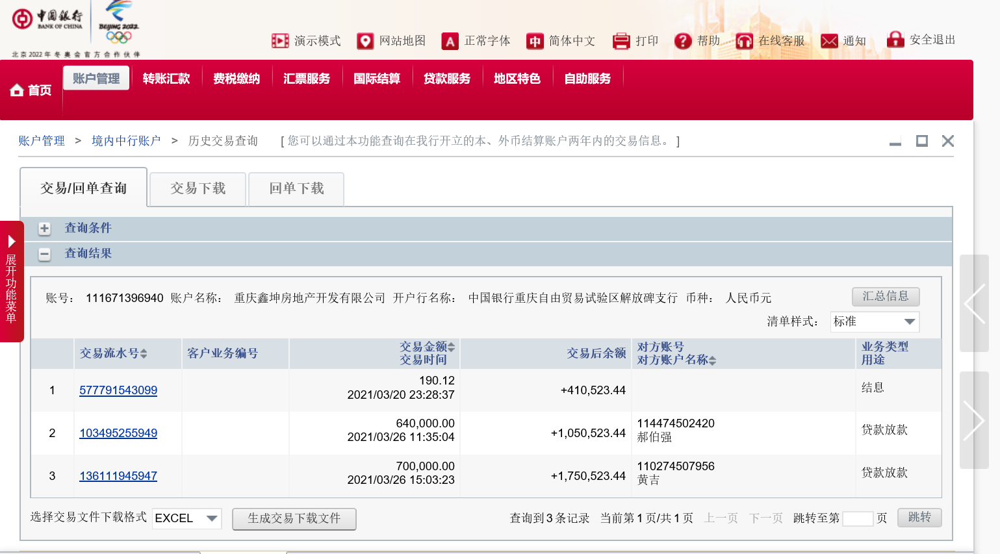 中国银行
BANK OF CHINA
BEIJING 2022
北京2022年冬奥会官方合作伙伴
演示模式 网站地图 A 正常字体 中 简体中文 打印 ? 帮助 在线客服 通知 安全退出
首页 账户管理 转账汇款 费税缴纳 汇票服务 国际结算 贷款服务 地区特色 自助服务
账户管理 > 境内中行账户 > 历史交易查询 [ 您可以通过本功能查询在我行开立的本、外币结算账户两年内的交易信息。 ]
交易/回单查询 交易下载 回单下载
查询条件
查询结果
展开功能菜单
账号： 111671396940 账户名称： 重庆鑫坤房地产开发有限公司 开户行名称： 中国银行重庆自由贸易试验区解放碑支行 币种： 人民币元
汇总信息
清单样式： 标准
交易流水号 客户业务编号 交易金额 交易时间 交易后余额 对方账号 对方账户名称 业务类型 用途
1 577791543099 190.12 2021/03/20 23:28:37 +410,523.44 结息
2 103495255949 640,000.00 2021/03/26 11:35:04 +1,050,523.44 114474502420 郝伯强 贷款放款
3 136111945947 700,000.00 2021/03/26 15:03:23 +1,750,523.44 110274507956 黄吉 贷款放款
选择交易文件下载格式 EXCEL 生成交易下载文件 查询到 3 条记录 当前第 1 页/共 1 页 上一页 下一页 跳转至第 页 跳转